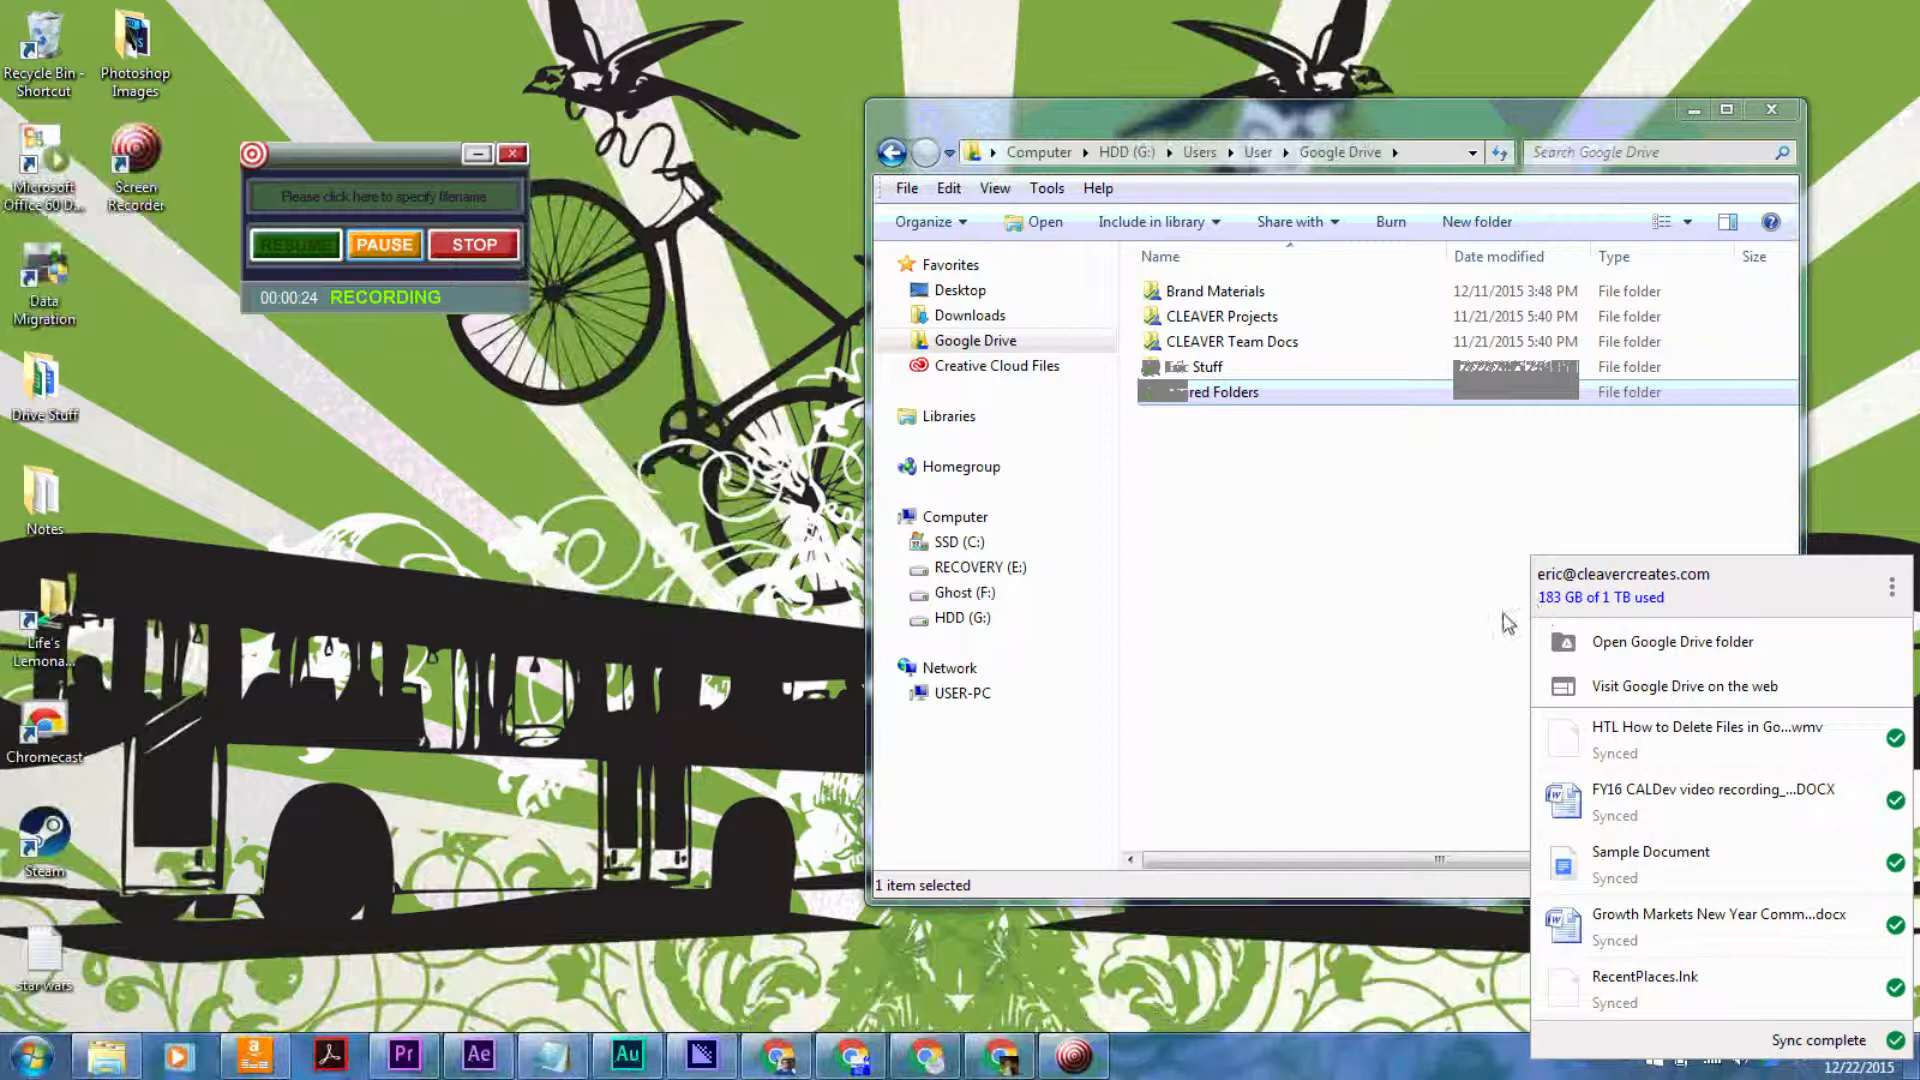 Recycle Bin -
Shortcut
Photoshop
Images
Microsoft
Office 60 D...
Screen
Recorder
Data
Migration
Drive Stuff
Notes
Life's
Lemona...
Chromecast
Steam
star wars
Please click here to specify filename
RESUME
PAUSE
STOP
00:00:24 RECORDING
Computer
HDD (G:)
Users
User
Google Drive
Search Google Drive
File
Edit
View
Tools
Help
Organize
Open
Include in library
Share with
Burn
New folder
Favorites
Desktop
Downloads
Google Drive
Creative Cloud Files
Libraries
Homegroup
Computer
SSD (C:)
RECOVERY (E:)
Ghost (F:)
HDD (G:)
Network
USER-PC
Name
Date modified
Type
Size
Brand Materials 12/11/2015 3:48 PM File folder
CLEAVER Projects 11/21/2015 5:40 PM File folder
CLEAVER Team Docs 11/21/2015 5:40 PM File folder
Stuff File folder
red Folders File folder
1 item selected
eric@cleavercreates.com
183 GB of 1 TB used
Open Google Drive folder
Visit Google Drive on the web
HTL How to Delete Files in Go...wmv
Synced
FY16 CALDev video recording_...DOCX
Synced
Sample Document
Synced
Growth Markets New Year Comm...docx
Synced
RecentPlaces.lnk
Synced
Sync complete
Pr
Ae
Au
12/22/2015